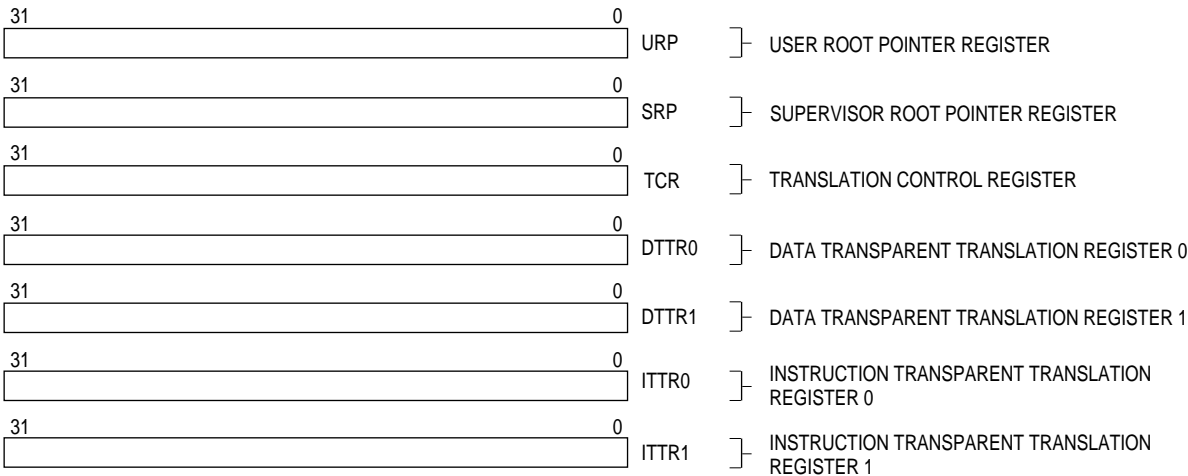 31 0
URP USER ROOT POINTER REGISTER
31 0
SRP SUPERVISOR ROOT POINTER REGISTER
31 0
TCR TRANSLATION CONTROL REGISTER
31 0
DTTR0 DATA TRANSPARENT TRANSLATION REGISTER 0
31 0
DTTR1 DATA TRANSPARENT TRANSLATION REGISTER 1
31 0
ITTR0 INSTRUCTION TRANSPARENT TRANSLATION
REGISTER 0
31 0
ITTR1 INSTRUCTION TRANSPARENT TRANSLATION
REGISTER 1